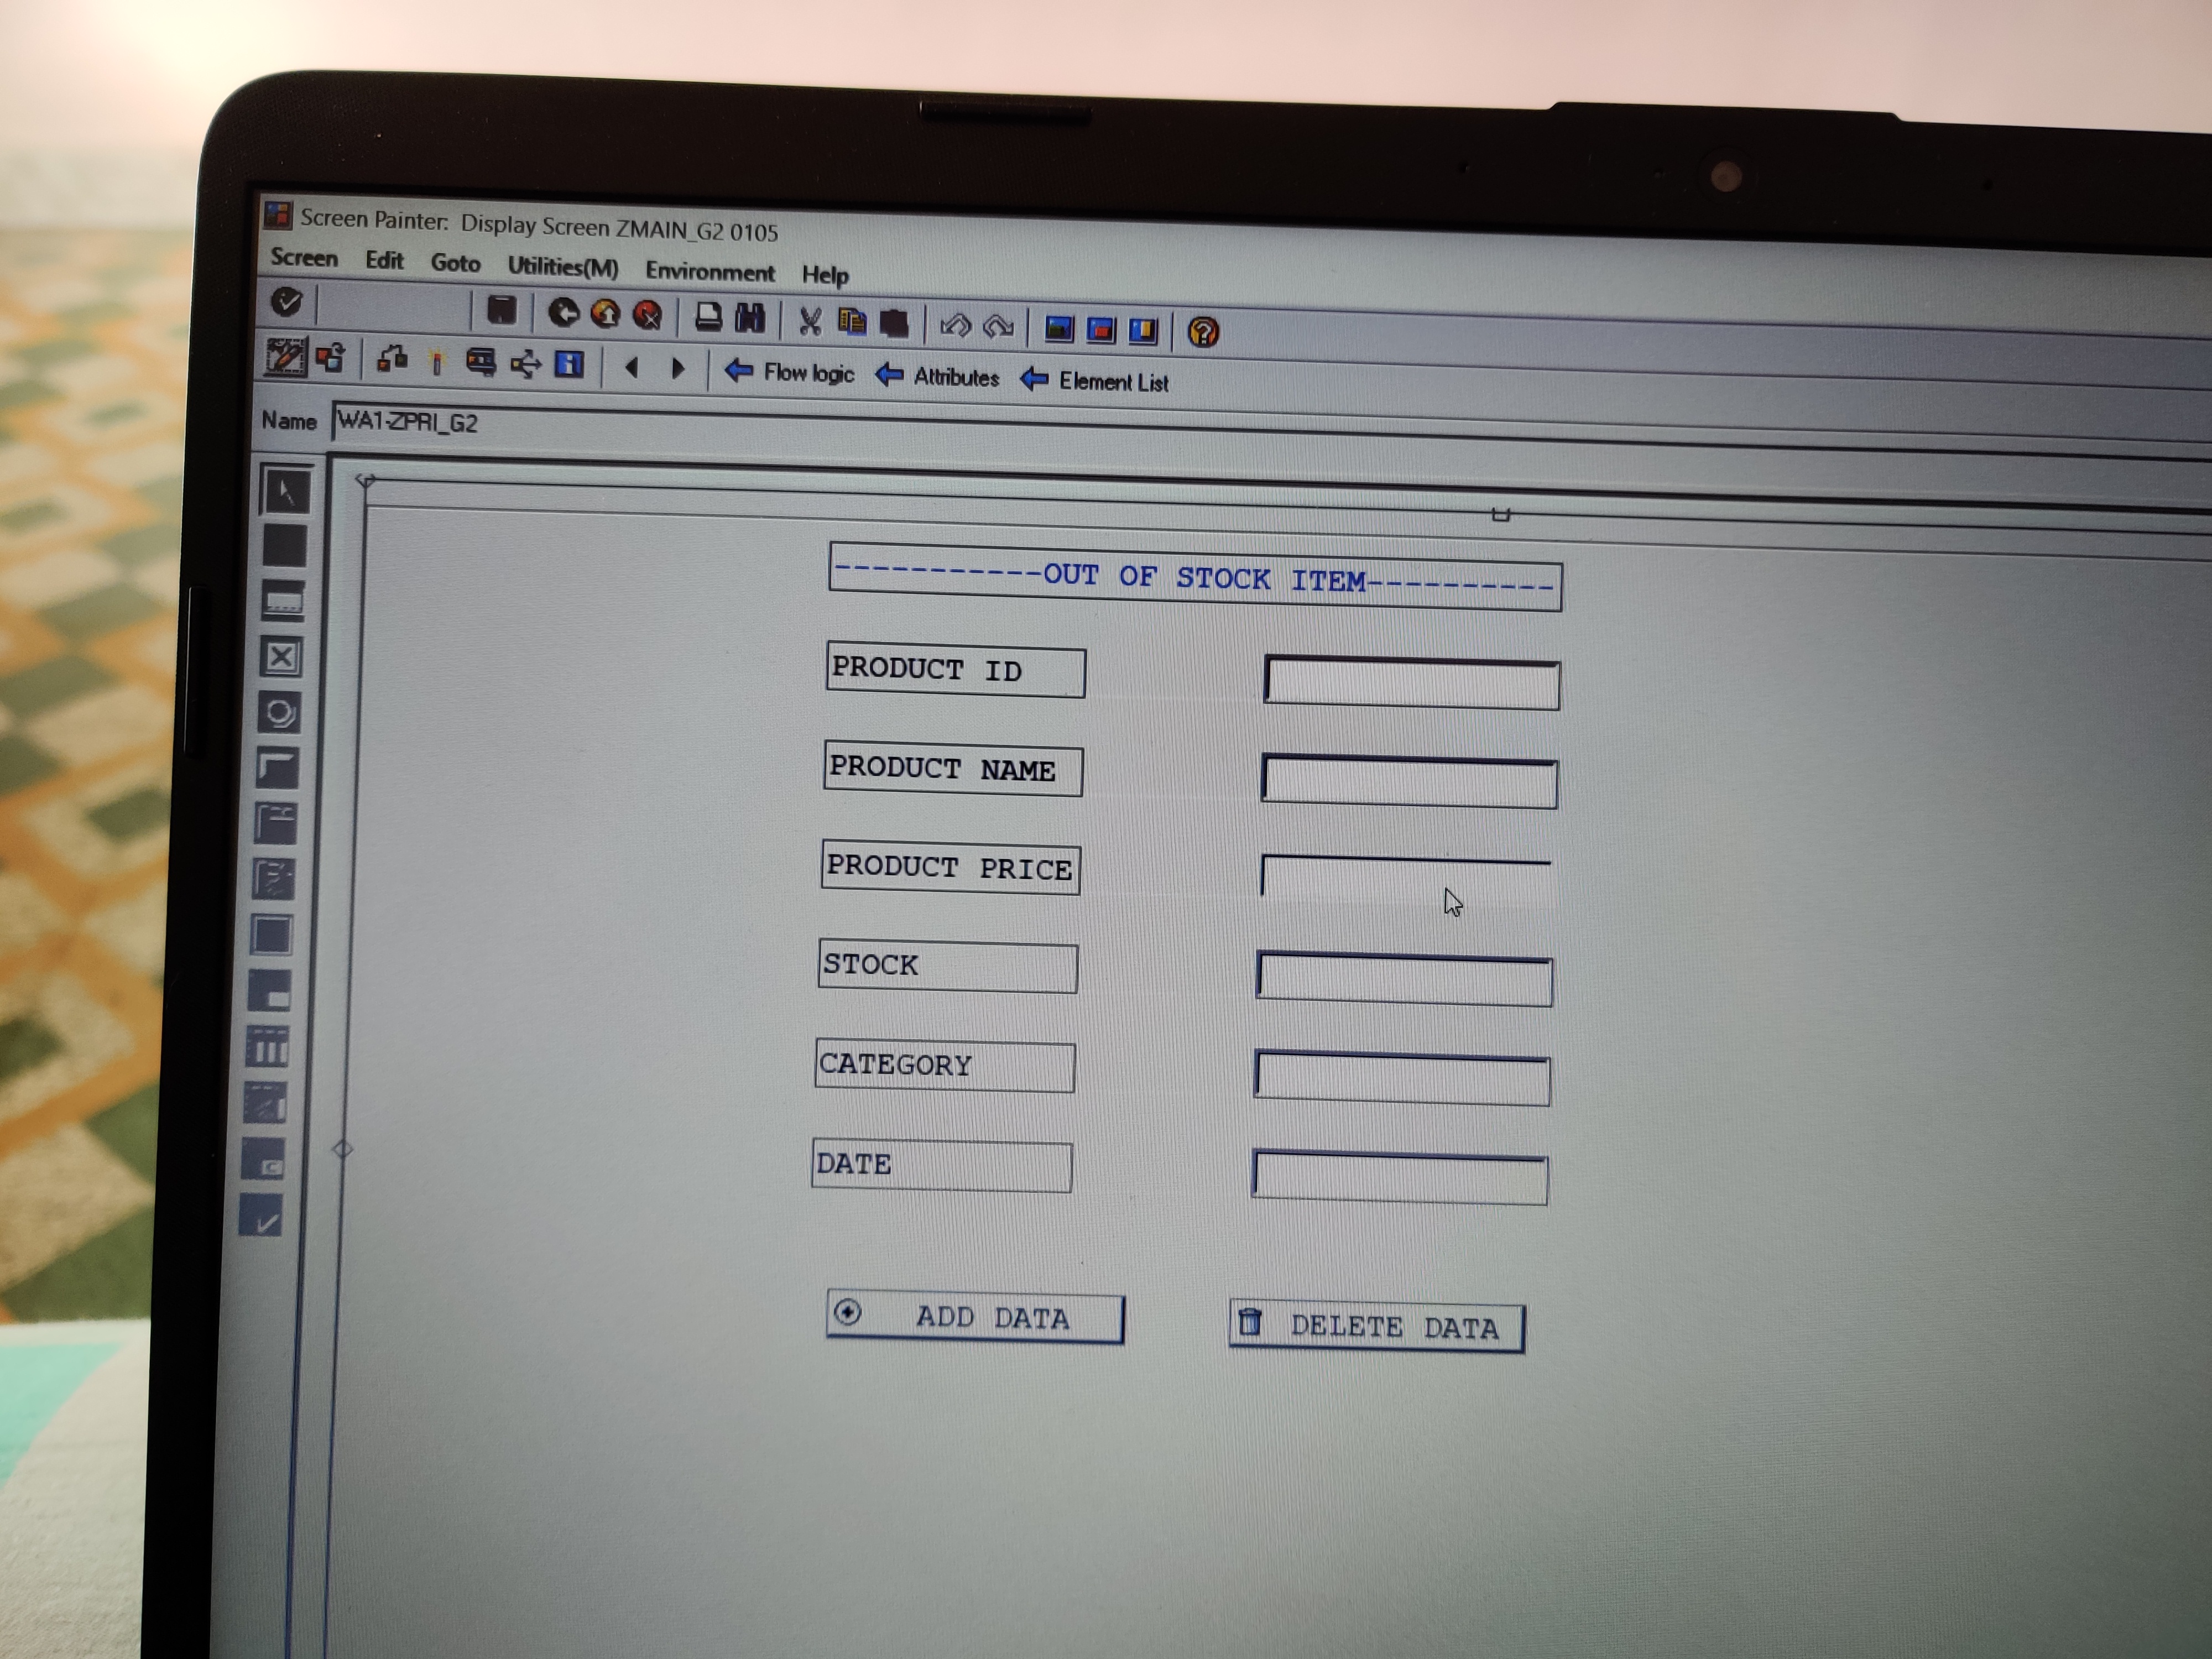 Screen Painter: Display Screen ZMAIN_G2 0105
Screen Edit Goto Utilities(M) Environment Help
Flow logic Attributes Element List
Name WA1-ZPRI_G2
-----------OUT OF STOCK ITEM----------
PRODUCT ID
PRODUCT NAME
PRODUCT PRICE
STOCK
CATEGORY
DATE
ADD DATA DELETE DATA